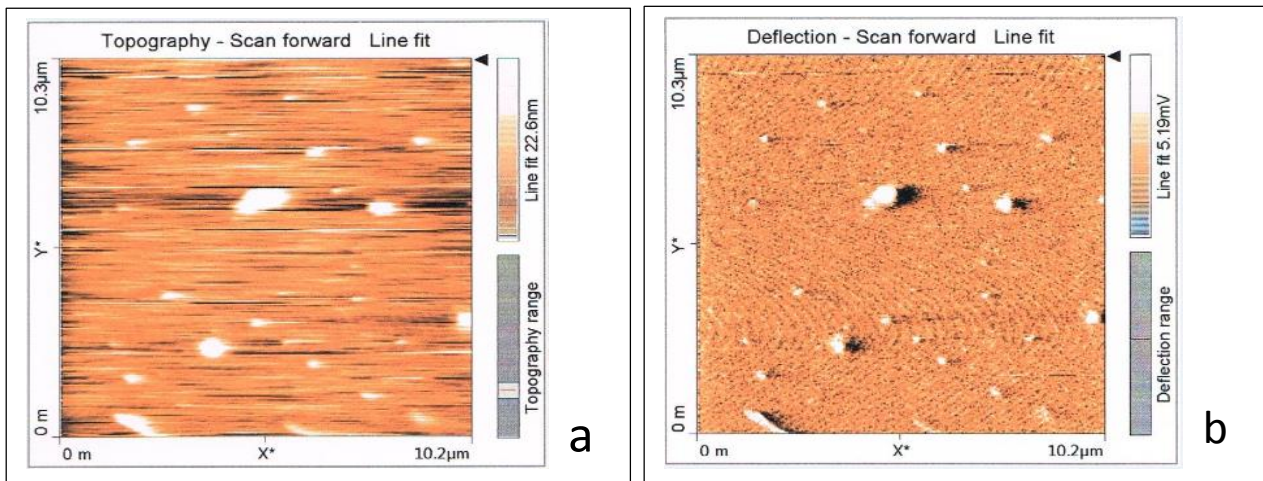 Topography - Scan forward Line fit
10.3µm
Y*
0 m
0 m
X*
10.2µm
Line fit 22.6nm
Topography range
a
Deflection - Scan forward Line fit
10.3µm
Y*
0 m
0 m
X*
10.2µm
Line fit 5.19mV
Deflection range
b